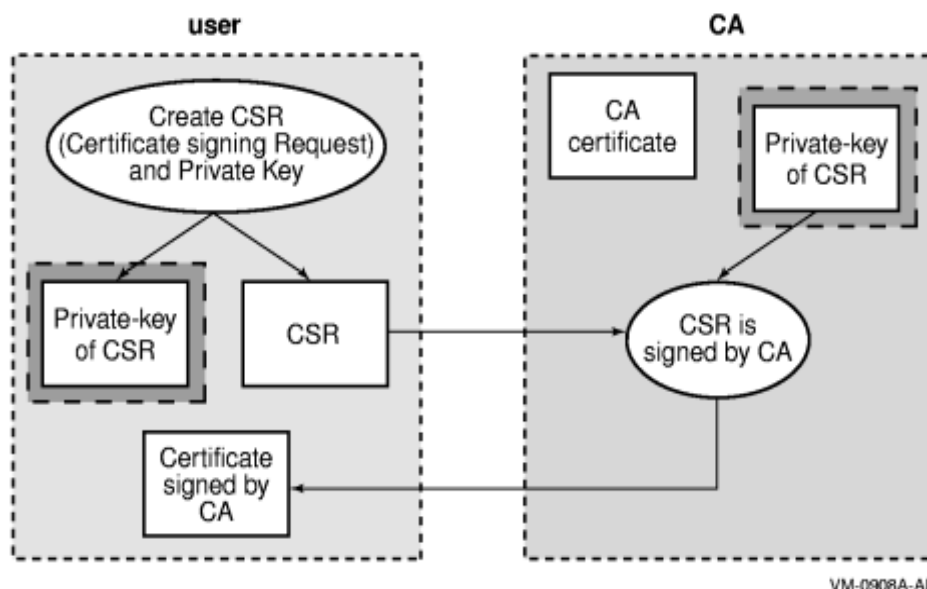 user
CA
Create CSR
(Certificate signing Request)
and Private Key
CA
certificate
Private-key
of CSR
Private-key
of CSR
CSR
CSR is
signed by CA
Certificate
signed by
CA